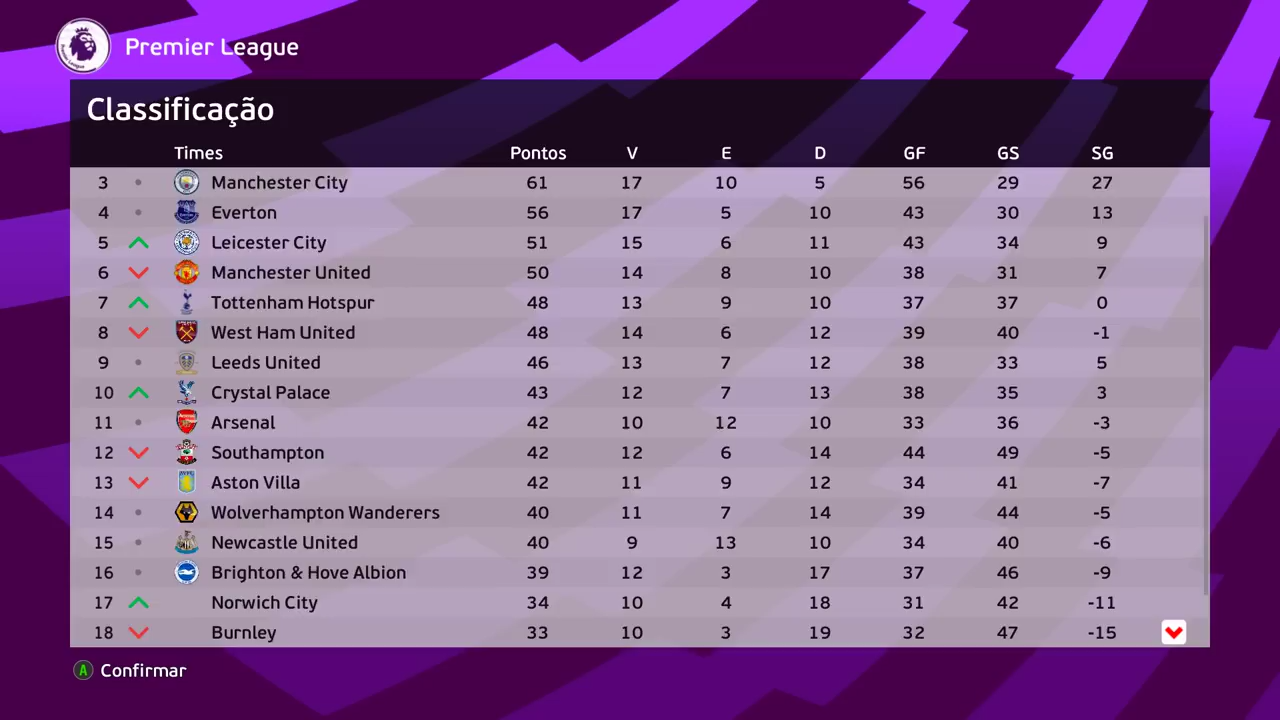 Premier League
Classificação
Times Pontos V E D GF GS SG
3 Manchester City 61 17 10 5 56 29 27
4 Everton 56 17 5 10 43 30 13
5 Leicester City 51 15 6 11 43 34 9
6 Manchester United 50 14 8 10 38 31 7
7 Tottenham Hotspur 48 13 9 10 37 37 0
8 West Ham United 48 14 6 12 39 40 -1
9 Leeds United 46 13 7 12 38 33 5
10 Crystal Palace 43 12 7 13 38 35 3
11 Arsenal 42 10 12 10 33 36 -3
12 Southampton 42 12 6 14 44 49 -5
13 Aston Villa 42 11 9 12 34 41 -7
14 Wolverhampton Wanderers 40 11 7 14 39 44 -5
15 Newcastle United 40 9 13 10 34 40 -6
16 Brighton & Hove Albion 39 12 3 17 37 46 -9
17 Norwich City 34 10 4 18 31 42 -11
18 Burnley 33 10 3 19 32 47 -15
A Confirmar